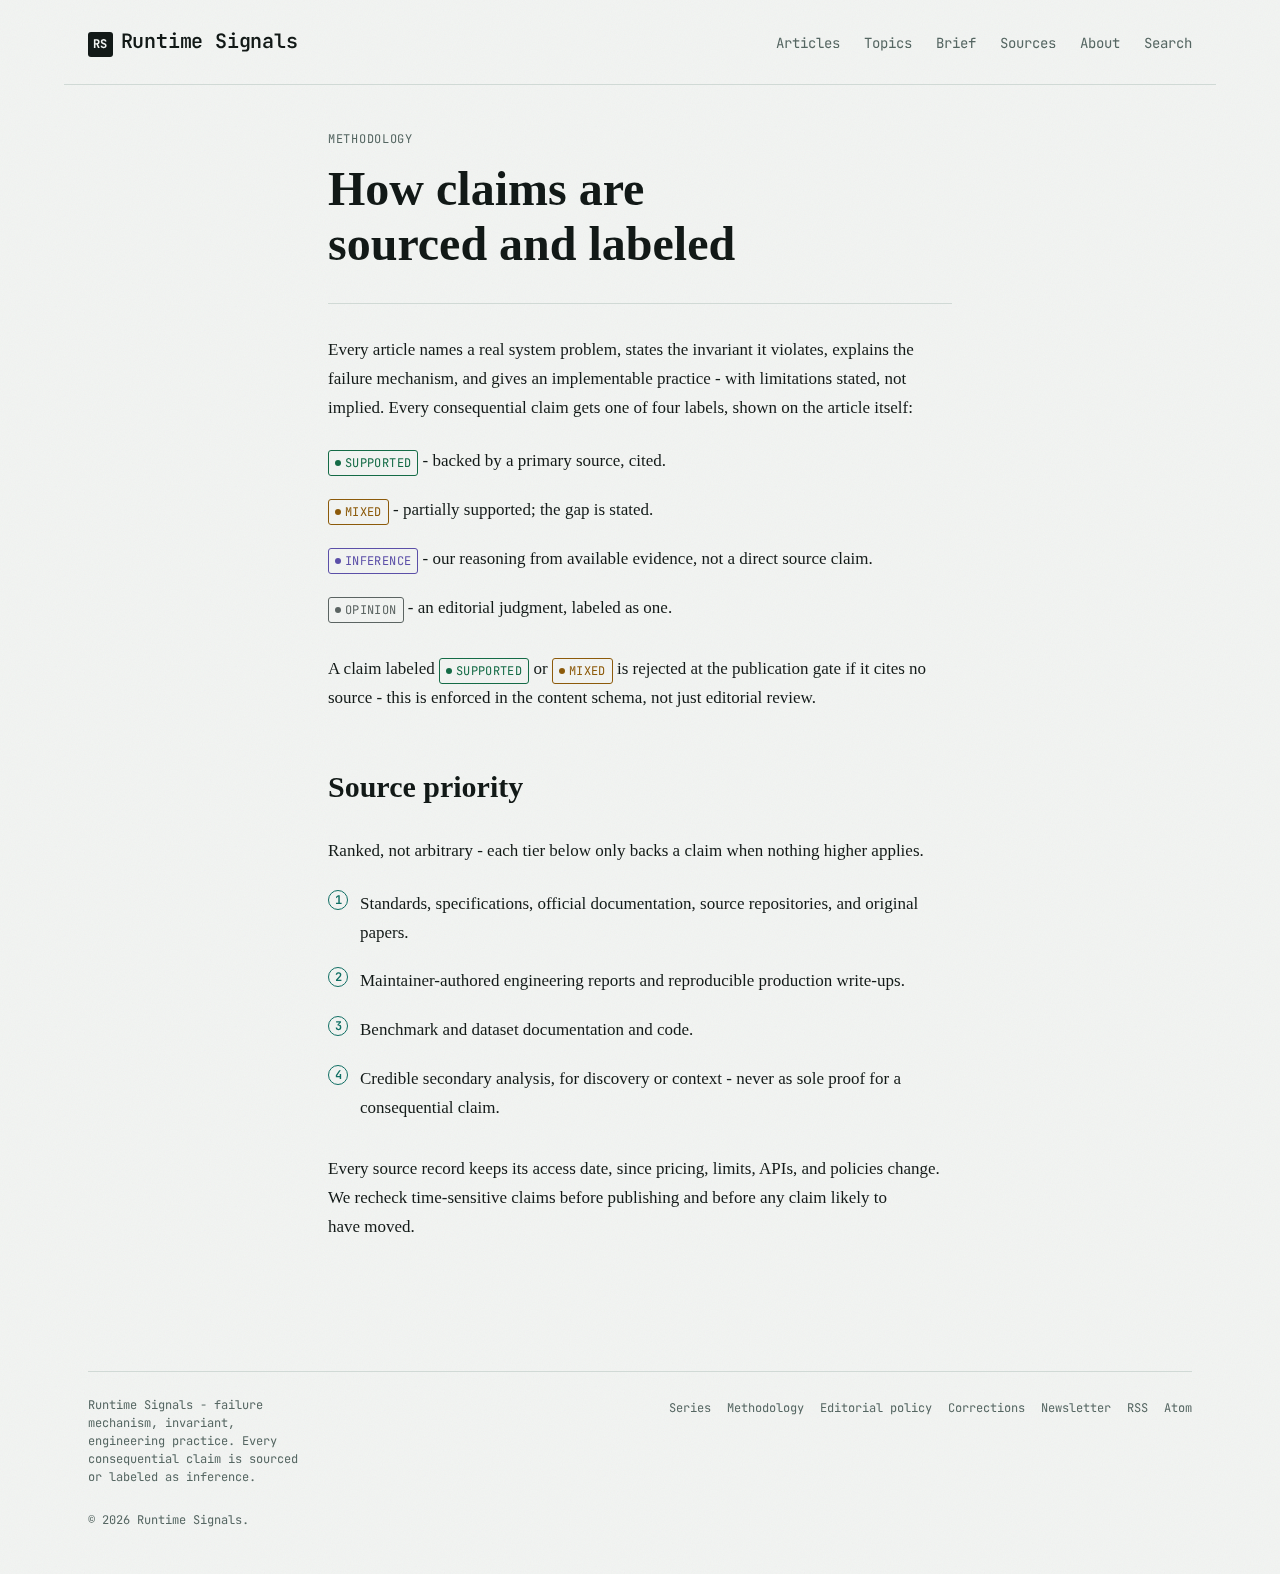 RS Runtime Signals
Articles Topics Brief Sources About Search
METHODOLOGY
How claims are
sourced and labeled
Every article names a real system problem, states the invariant it violates, explains the
failure mechanism, and gives an implementable practice - with limitations stated, not
implied. Every consequential claim gets one of four labels, shown on the article itself:
SUPPORTED - backed by a primary source, cited.
MIXED - partially supported; the gap is stated.
INFERENCE - our reasoning from available evidence, not a direct source claim.
OPINION - an editorial judgment, labeled as one.
A claim labeled SUPPORTED or MIXED is rejected at the publication gate if it cites no
source - this is enforced in the content schema, not just editorial review.
Source priority
Ranked, not arbitrary - each tier below only backs a claim when nothing higher applies.
1 Standards, specifications, official documentation, source repositories, and original
papers.
2 Maintainer-authored engineering reports and reproducible production write-ups.
3 Benchmark and dataset documentation and code.
4 Credible secondary analysis, for discovery or context - never as sole proof for a
consequential claim.
Every source record keeps its access date, since pricing, limits, APIs, and policies change.
We recheck time-sensitive claims before publishing and before any claim likely to
have moved.
Runtime Signals - failure
mechanism, invariant,
engineering practice. Every
consequential claim is sourced
or labeled as inference.
Series Methodology Editorial policy Corrections Newsletter RSS Atom
© 2026 Runtime Signals.